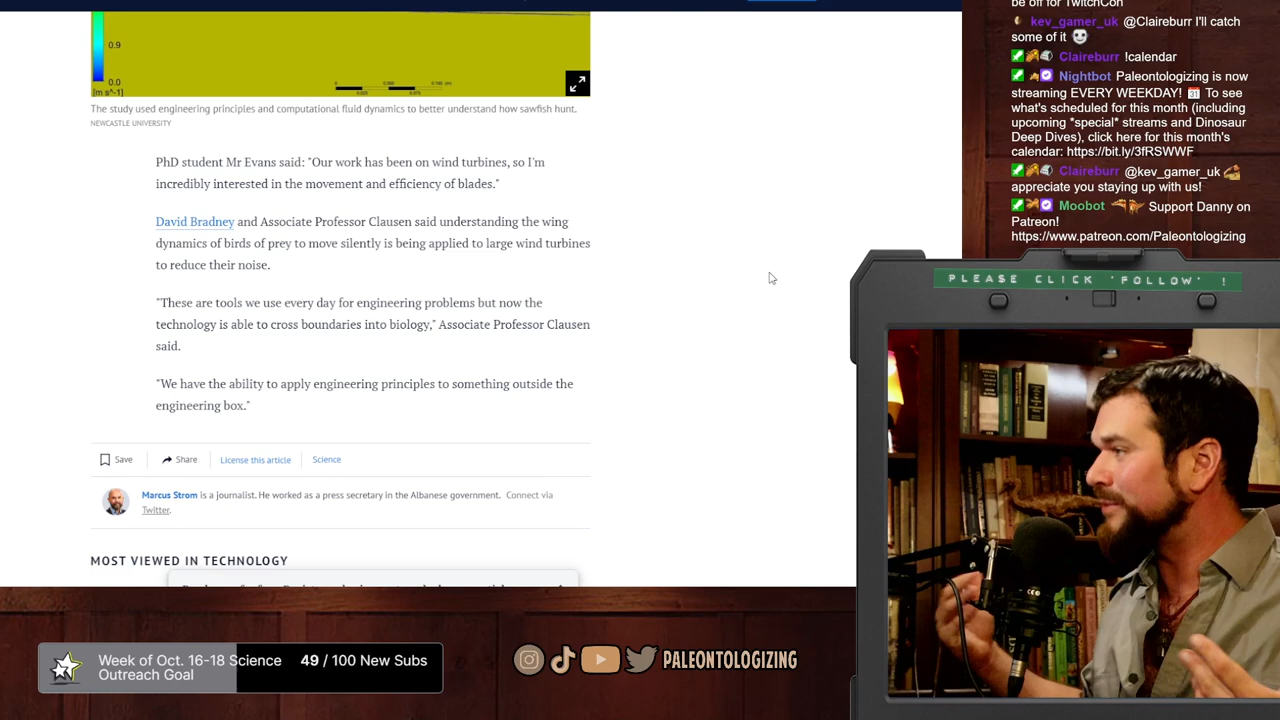 0.9
0.0
[m s^-1]
The study used engineering principles and computational fluid dynamics to better understand how sawfish hunt.
NEWCASTLE UNIVERSITY
PhD student Mr Evans said: "Our work has been on wind turbines, so I'm
incredibly interested in the movement and efficiency of blades."
David Bradney and Associate Professor Clausen said understanding the wing
dynamics of birds of prey to move silently is being applied to large wind turbines
to reduce their noise.
"These are tools we use every day for engineering problems but now the
technology is able to cross boundaries into biology," Associate Professor Clausen
said.
"We have the ability to apply engineering principles to something outside the
engineering box."
Save
Share
License this article
Science
Marcus Strom is a journalist. He worked as a press secretary in the Albanese government. Connect via
Twitter.
MOST VIEWED IN TECHNOLOGY
be off for TwitchCon
kev_gamer_uk @Claireburr I'll catch
some of it
Claireburr !calendar
Nightbot Paleontologizing is now
streaming EVERY WEEKDAY! To see
what's scheduled for this month (including
upcoming *special* streams and Dinosaur
Deep Dives), click here for this month's
calendar: https://bit.ly/3fRSWWF
Claireburr @kev_gamer_uk
appreciate you staying up with us!
Moobot Support Danny on
Patreon!
https://www.patreon.com/Paleontologizing
PLEASE CLICK 'FOLLOW' !
Week of Oct. 16-18 Science 49 / 100 New Subs
Outreach Goal
PALEONTOLOGIZING